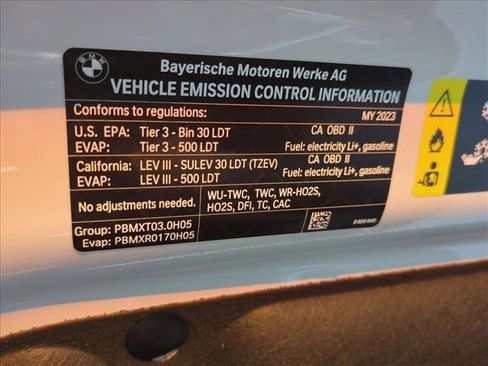 BMW
Bayerische Motoren Werke AG
VEHICLE EMISSION CONTROL INFORMATION
Conforms to regulations: MY 2023
U.S. EPA: Tier 3 - Bin 30 LDT CA OBD II
EVAP: Tier 3 - 500 LDT Fuel: electricity Li+, gasoline
California: LEV III - SULEV 30 LDT (TZEV) CA OBD II
EVAP: LEV III - 500 LDT Fuel: electricity Li+, gasoline
No adjustments needed. WU-TWC, TWC, WR-HO2S,
HO2S, DFI, TC, CAC
Group: PBMXT03.0H05
Evap: PBMXR0170H05